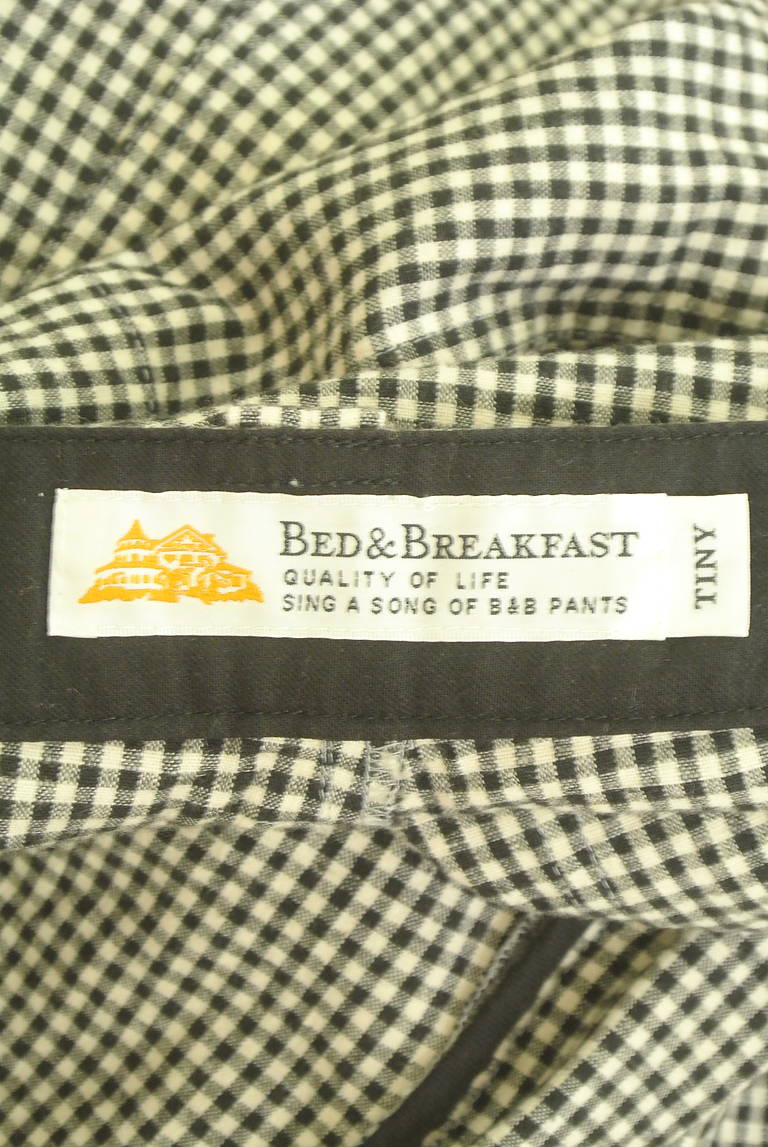 BED & BREAKFAST
QUALITY OF LIFE
SING A SONG OF B&B PANTS
TINY